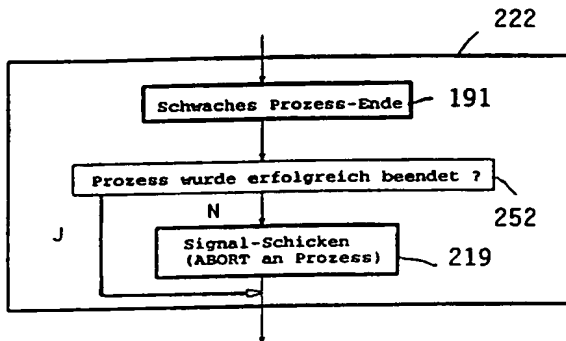 222
Schwaches Prozess-Ende
191
Prozess wurde erfolgreich beendet ?
252
J
N
Signal-Schicken
(ABORT an Prozess)
219